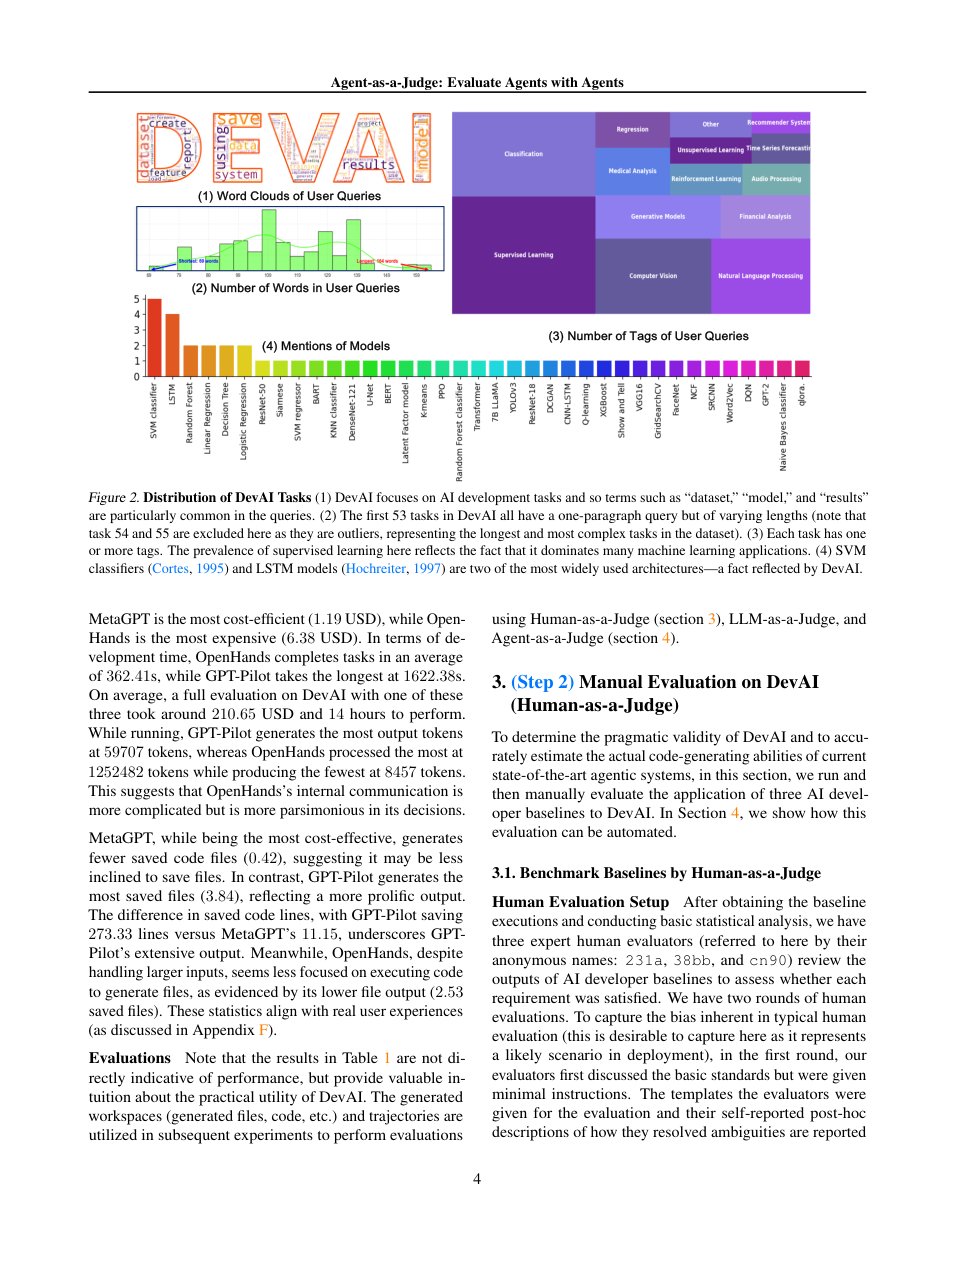 Agent-as-a-Judge: Evaluate Agents with Agents
DEVAI
dataset
create
report
feature
load
using
save
data
system
project
results
model
use
(1) Word Clouds of User Queries
Shortest: 69 words
Longest: 164 words
(2) Number of Words in User Queries
Classification
Regression
Other
Recommender System
Unsupervised Learning
Time Series Forecastin
Medical Analysis
Reinforcement Learning
Audio Processing
Supervised Learning
Generative Models
Financial Analysis
Computer Vision
Natural Language Processing
(3) Number of Tags of User Queries
5
4
3
2
1
0
(4) Mentions of Models
SVM classifier
LSTM
Random Forest
Linear Regression
Decision Tree
Logistic Regression
ResNet-50
Siamese
SVM regressor
BART
KNN classifier
DenseNet-121
U-Net
BERT
Latent Factor model
K-means
PPO
Random Forest classifier
Transformer
7B LLaMA
YOLOv3
ResNet-18
DCGAN
CNN-LSTM
Q-learning
XGBoost
Show and Tell
VGG16
GridSearchCV
FaceNet
NCF
SRCNN
Word2Vec
DQN
GPT-2
Naive Bayes classifier
qlora.
Figure 2. Distribution of DevAI Tasks (1) DevAI focuses on AI development tasks and so terms such as “dataset,” “model,” and “results”
are particularly common in the queries. (2) The first 53 tasks in DevAI all have a one-paragraph query but of varying lengths (note that
task 54 and 55 are excluded here as they are outliers, representing the longest and most complex tasks in the dataset). (3) Each task has one
or more tags. The prevalence of supervised learning here reflects the fact that it dominates many machine learning applications. (4) SVM
classifiers (Cortes, 1995) and LSTM models (Hochreiter, 1997) are two of the most widely used architectures—a fact reflected by DevAI.
MetaGPT is the most cost-efficient (1.19 USD), while Open-
Hands is the most expensive (6.38 USD). In terms of de-
velopment time, OpenHands completes tasks in an average
of 362.41s, while GPT-Pilot takes the longest at 1622.38s.
On average, a full evaluation on DevAI with one of these
three took around 210.65 USD and 14 hours to perform.
While running, GPT-Pilot generates the most output tokens
at 59707 tokens, whereas OpenHands processed the most at
1252482 tokens while producing the fewest at 8457 tokens.
This suggests that OpenHands's internal communication is
more complicated but is more parsimonious in its decisions.
MetaGPT, while being the most cost-effective, generates
fewer saved code files (0.42), suggesting it may be less
inclined to save files. In contrast, GPT-Pilot generates the
most saved files (3.84), reflecting a more prolific output.
The difference in saved code lines, with GPT-Pilot saving
273.33 lines versus MetaGPT's 11.15, underscores GPT-
Pilot's extensive output. Meanwhile, OpenHands, despite
handling larger inputs, seems less focused on executing code
to generate files, as evidenced by its lower file output (2.53
saved files). These statistics align with real user experiences
(as discussed in Appendix F).
Evaluations Note that the results in Table 1 are not di-
rectly indicative of performance, but provide valuable in-
tuition about the practical utility of DevAI. The generated
workspaces (generated files, code, etc.) and trajectories are
utilized in subsequent experiments to perform evaluations
using Human-as-a-Judge (section 3), LLM-as-a-Judge, and
Agent-as-a-Judge (section 4).
3. (Step 2) Manual Evaluation on DevAI
(Human-as-a-Judge)
To determine the pragmatic validity of DevAI and to accu-
rately estimate the actual code-generating abilities of current
state-of-the-art agentic systems, in this section, we run and
then manually evaluate the application of three AI devel-
oper baselines to DevAI. In Section 4, we show how this
evaluation can be automated.
3.1. Benchmark Baselines by Human-as-a-Judge
Human Evaluation Setup After obtaining the baseline
executions and conducting basic statistical analysis, we have
three expert human evaluators (referred to here by their
anonymous names: 231a, 38bb, and cn90) review the
outputs of AI developer baselines to assess whether each
requirement was satisfied. We have two rounds of human
evaluations. To capture the bias inherent in typical human
evaluation (this is desirable to capture here as it represents
a likely scenario in deployment), in the first round, our
evaluators first discussed the basic standards but were given
minimal instructions. The templates the evaluators were
given for the evaluation and their self-reported post-hoc
descriptions of how they resolved ambiguities are reported
4